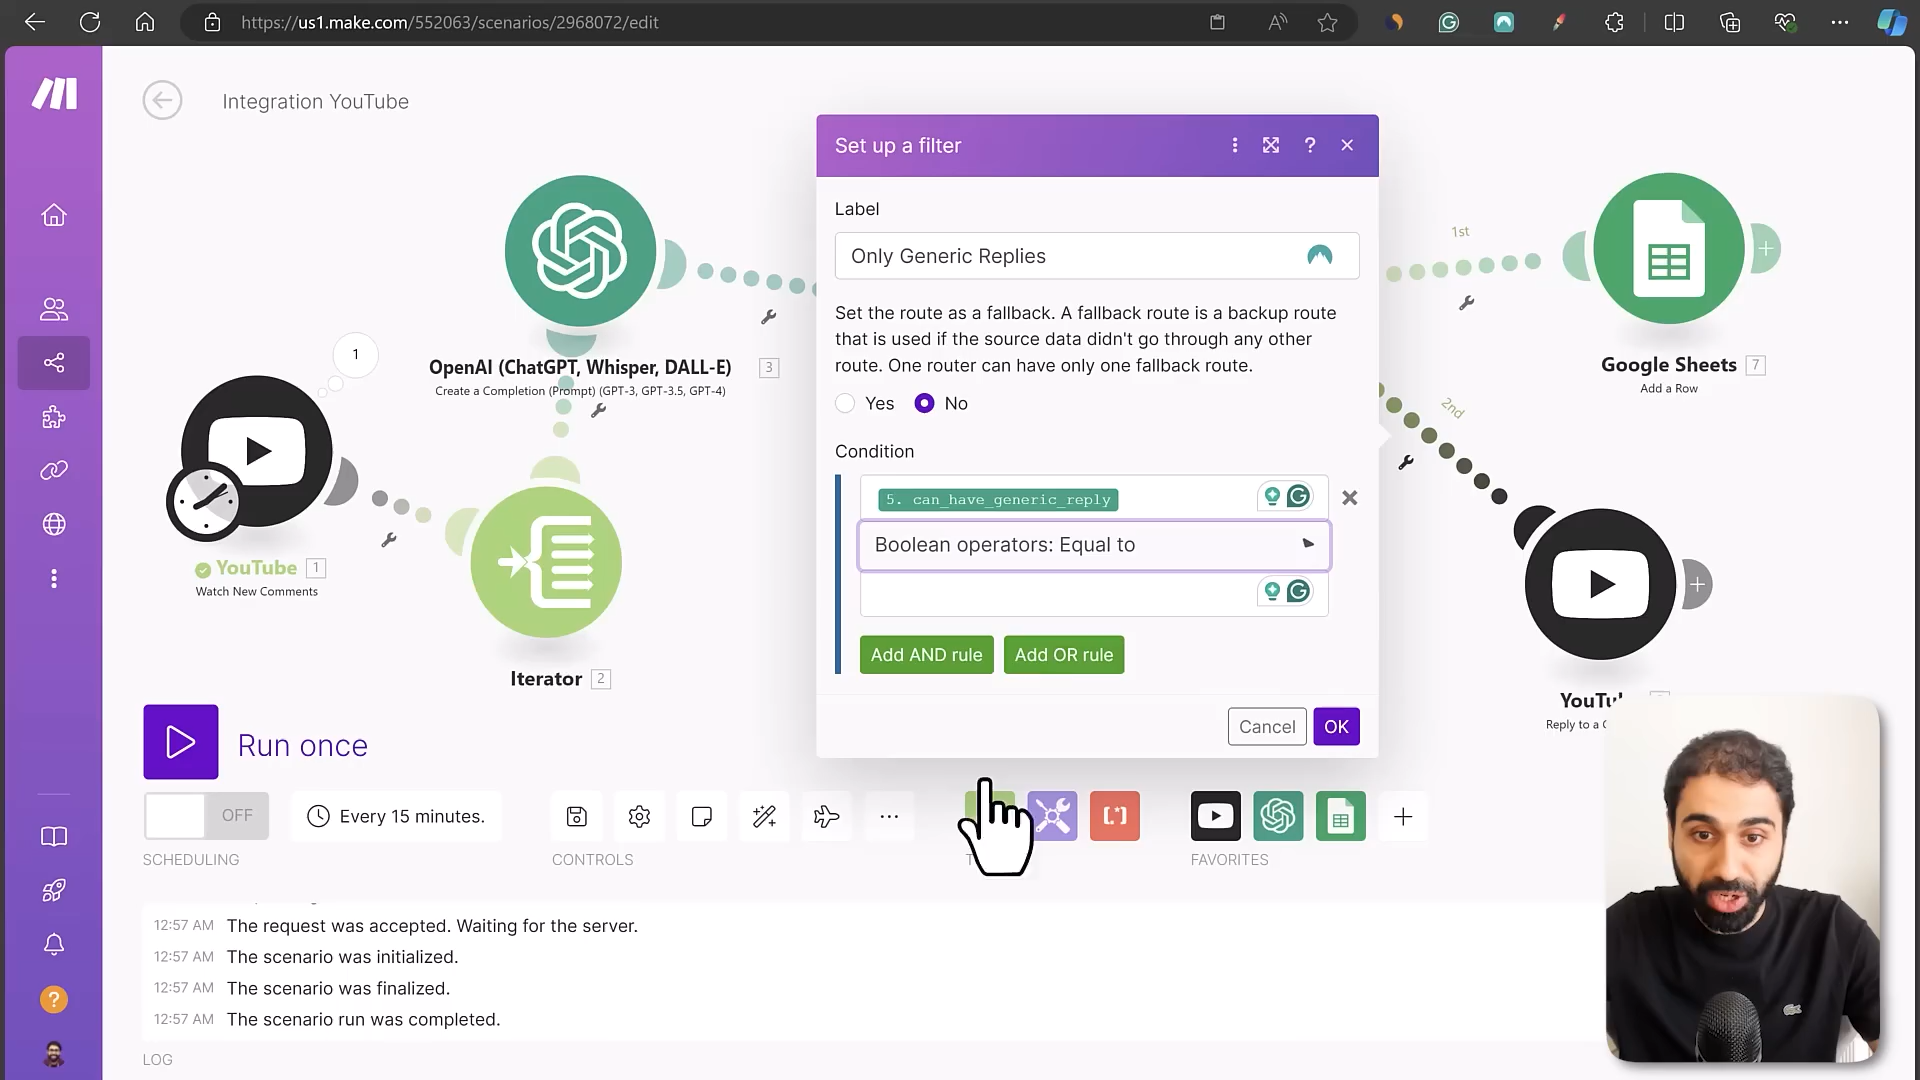 https://us1.make.com/552063/scenarios/2968072/edit
Integration YouTube
Set up a filter
Label
Only Generic Replies
Set the route as a fallback. A fallback route is a backup route
that is used if the source data didn't go through any other
route. One router can have only one fallback route.
Yes
No
Condition
5. can_have_generic_reply
Boolean operators: Equal to
Add AND rule
Add OR rule
Cancel
OK
1
OpenAI (ChatGPT, Whisper, DALL-E)
3
Create a Completion (Prompt) (GPT-3, GPT-3.5, GPT-4)
YouTube
1
Watch New Comments
Iterator
2
1st
Google Sheets
7
Add a Row
2nd
Reply to a
Run once
OFF
Every 15 minutes.
SCHEDULING
CONTROLS
FAVORITES
12:57 AM The request was accepted. Waiting for the server.
12:57 AM The scenario was initialized.
12:57 AM The scenario was finalized.
12:57 AM The scenario run was completed.
LOG